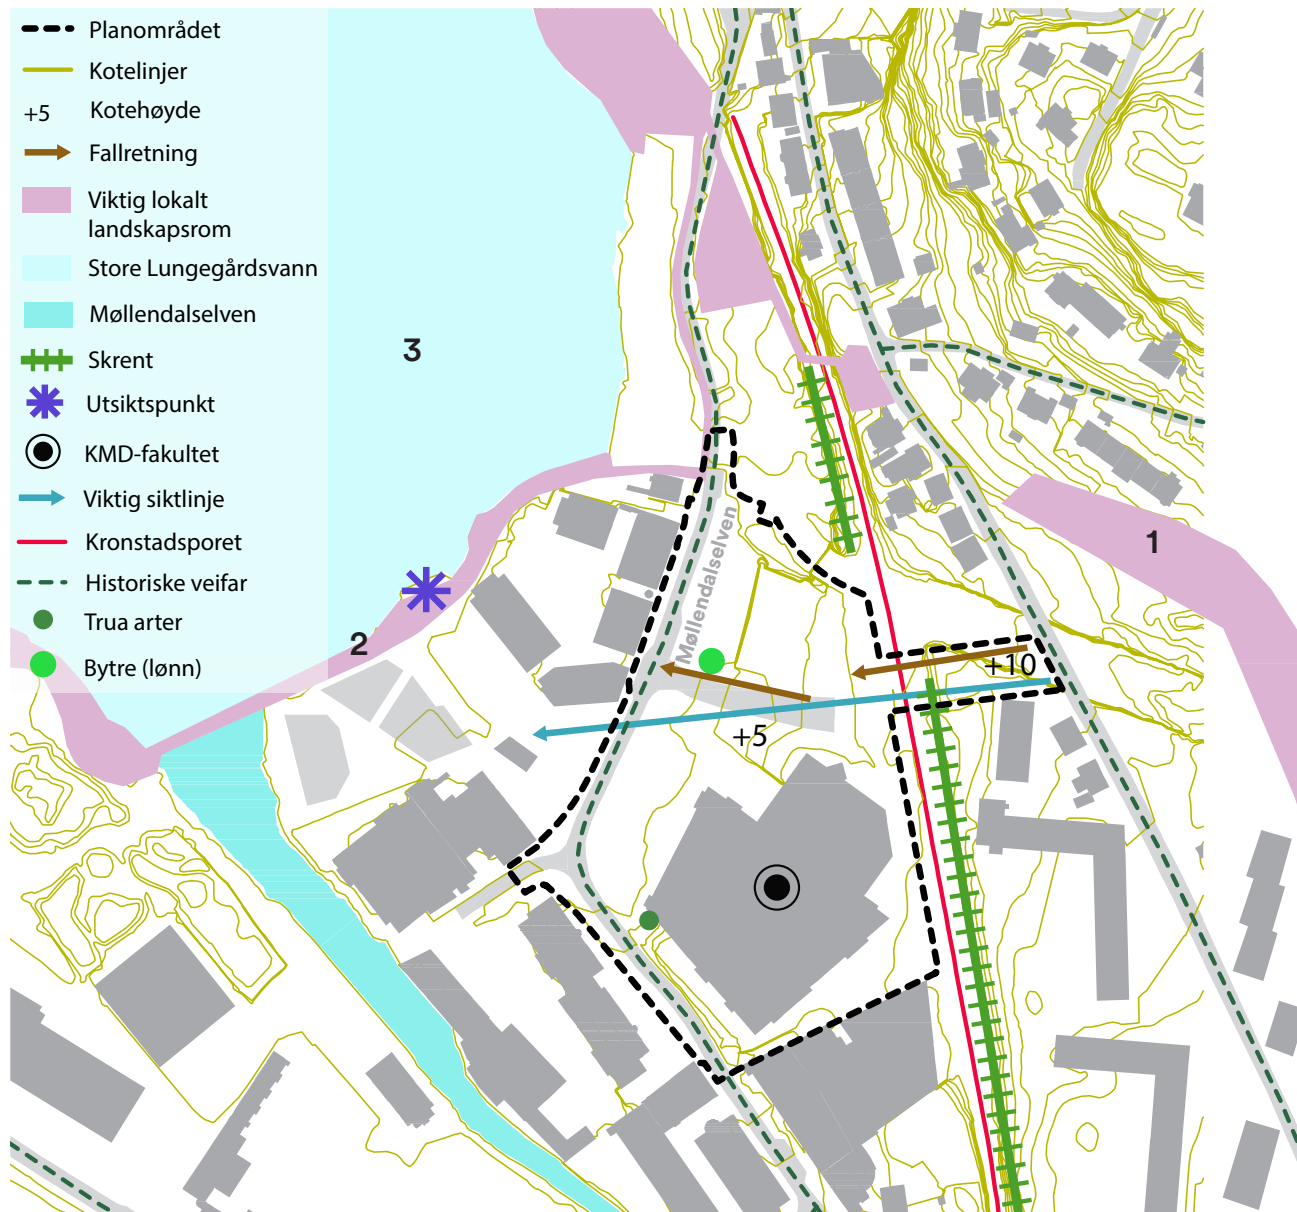 Planområdet
Kotelinjer
+5 Kotehøyde
Fallretning
Viktig lokalt
landskapsrom
Store Lungegårdsvann
Møllendalselven
Skrent
Utsiktspunkt
KMD-fakultet
Viktig siktlinje
Kronstadsporet
Historiske veifar
Trua arter
Bytre (lønn)
3
1
2
Møllendalselven
+10
+5